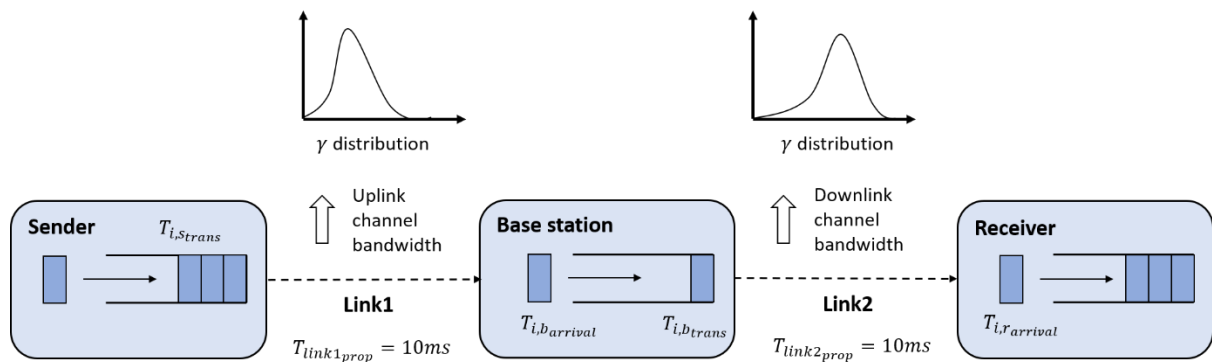 γ distribution
γ distribution
Uplink
channel
bandwidth
Downlink
channel
bandwidth
Sender
T_{i,s_{trans}}
Link1
T_{link1_{prop}} = 10ms
Base station
T_{i,b_{arrival}}
T_{i,b_{trans}}
Link2
T_{link2_{prop}} = 10ms
Receiver
T_{i,r_{arrival}}